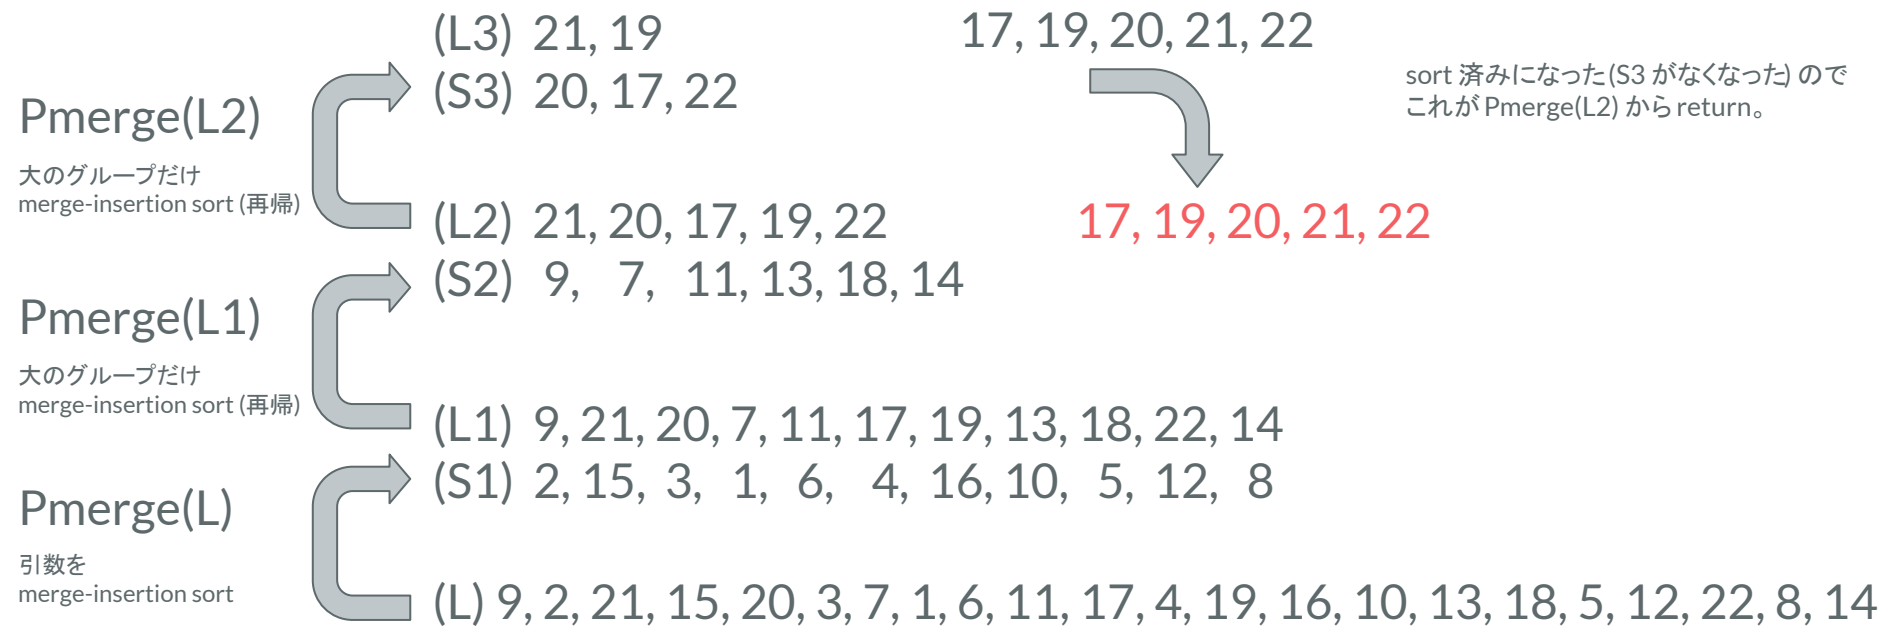 (L3) 21, 19
(S3) 20, 17, 22
17, 19, 20, 21, 22
sort 済みになった(S3 がなくなった) ので
これが Pmerge(L2) から return。
Pmerge(L2)
大のグループだけ
merge-insertion sort (再帰)
(L2) 21, 20, 17, 19, 22
(S2) 9, 7, 11, 13, 18, 14
17, 19, 20, 21, 22
Pmerge(L1)
大のグループだけ
merge-insertion sort (再帰)
(L1) 9, 21, 20, 7, 11, 17, 19, 13, 18, 22, 14
(S1) 2, 15, 3, 1, 6, 4, 16, 10, 5, 12, 8
Pmerge(L)
引数を
merge-insertion sort
(L) 9, 2, 21, 15, 20, 3, 7, 1, 6, 11, 17, 4, 19, 16, 10, 13, 18, 5, 12, 22, 8, 14